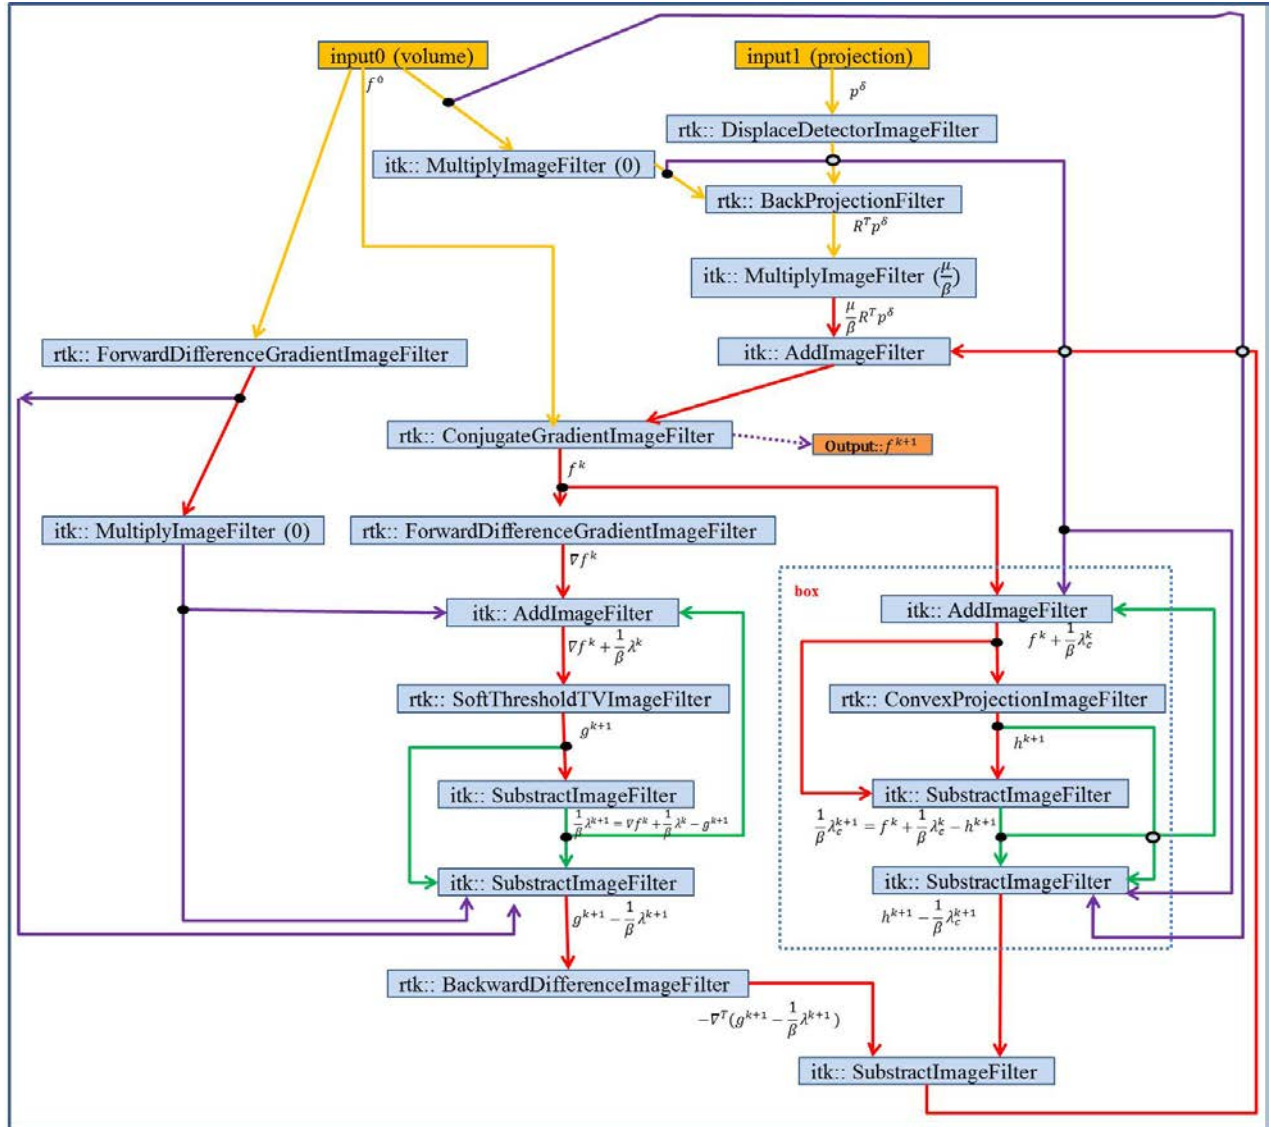 input0 (volume)
input1 (projection)
f⁰
p^δ
rtk:: DisplaceDetectorImageFilter
itk:: MultiplyImageFilter (0)
rtk:: BackProjectionFilter
R^T p^δ
itk:: MultiplyImageFilter (μ/β)
μ/β R^T p^δ
rtk:: ForwardDifferenceGradientImageFilter
itk:: AddImageFilter
rtk:: ConjugateGradientImageFilter
Output::f^{k+1}
f^k
itk:: MultiplyImageFilter (0)
rtk:: ForwardDifferenceGradientImageFilter
∇f^k
box
itk:: AddImageFilter
itk:: AddImageFilter
∇f^k + 1/β λ^k
f^k + 1/β λ_c^k
rtk:: SoftThresholdTVImageFilter
rtk:: ConvexProjectionImageFilter
g^{k+1}
h^{k+1}
itk:: SubstractImageFilter
itk:: SubstractImageFilter
1/β λ^{k+1} = ∇f^k + 1/β λ^k − g^{k+1}
1/β λ_c^{k+1} = f^k + 1/β λ_c^k − h^{k+1}
itk:: SubstractImageFilter
itk:: SubstractImageFilter
g^{k+1} − 1/β λ^{k+1}
h^{k+1} − 1/β λ_c^{k+1}
rtk:: BackwardDifferenceImageFilter
−∇^T(g^{k+1} − 1/β λ^{k+1})
itk:: SubstractImageFilter